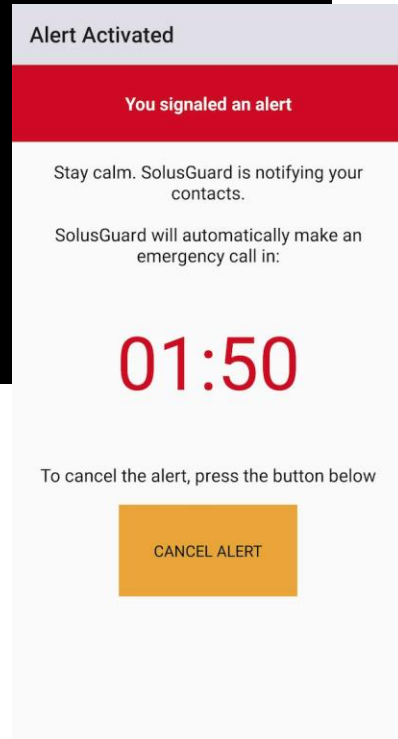 Alert Activated
You signaled an alert
Stay calm. SolusGuard is notifying your
contacts.
SolusGuard will automatically make an
emergency call in:
01:50
To cancel the alert, press the button below
CANCEL ALERT